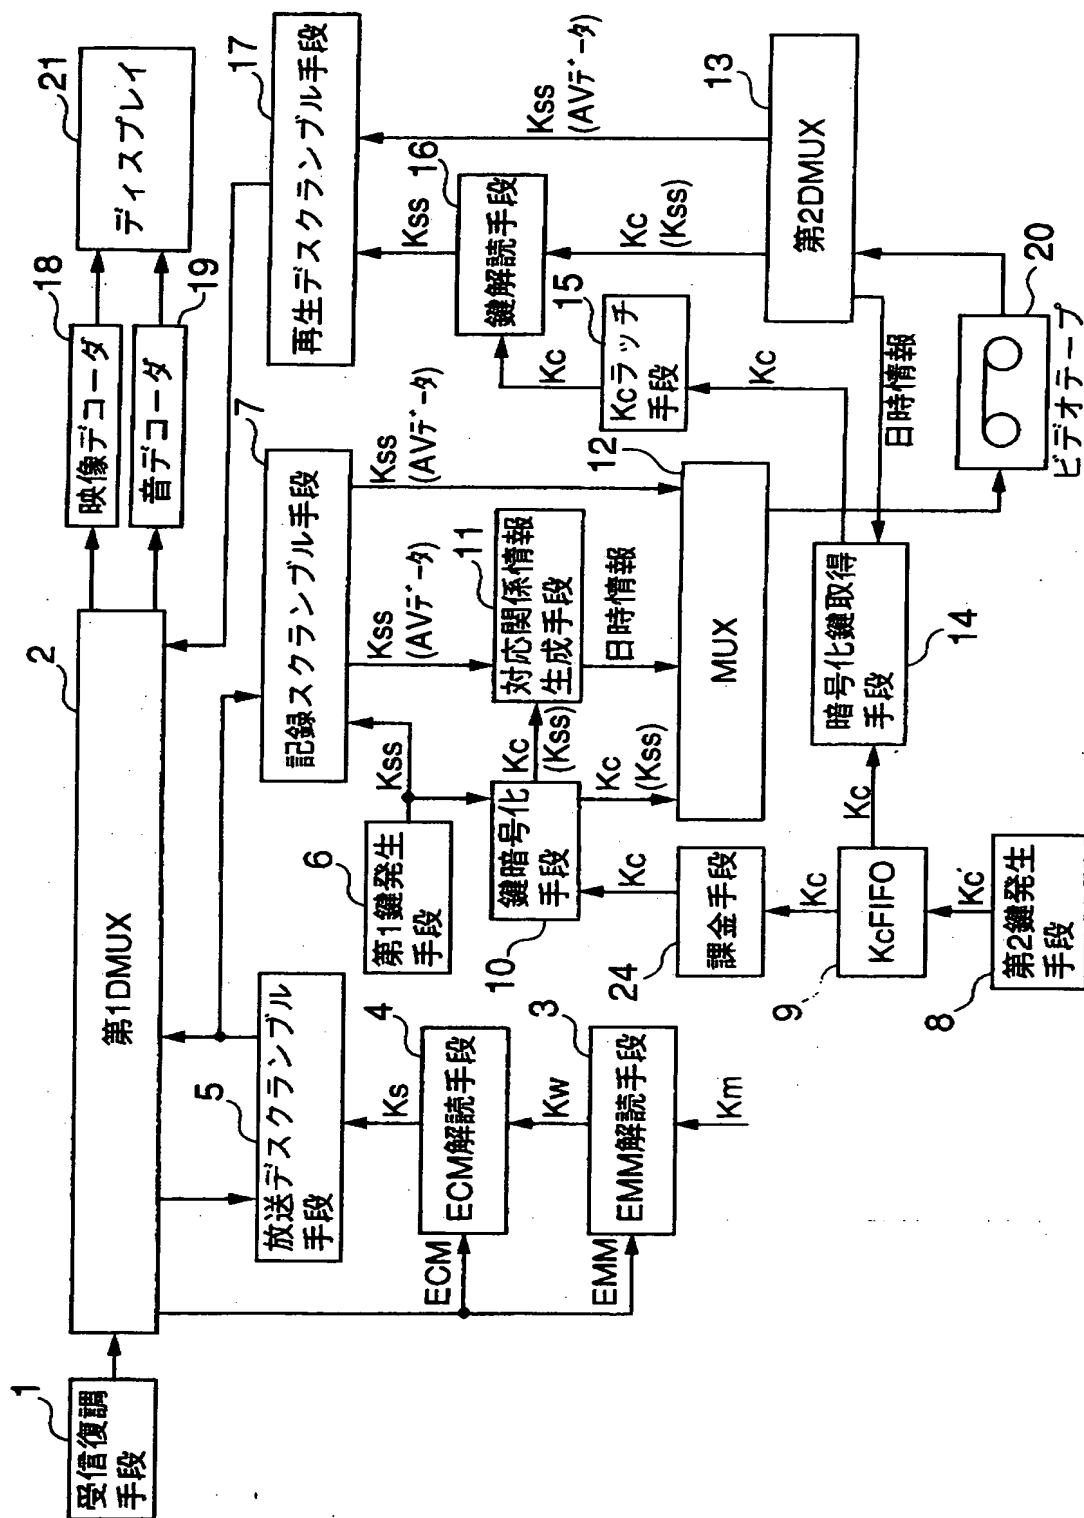 1
受信復調
手段
2
第1DMUX
18
映像デコーダ
音デコーダ
19
21
ディスプレイ
5
放送デスクランブル
手段
7
記録スクランブル手段
17
再生デスクランブル手段
Ks
4
ECM解読手段
ECM
Kw
3
EMM解読手段
EMM
Km
6
第1鍵発生
手段
Kss
鍵暗号化
手段
10
Kc
(Kss)
Kc
(Kss)
Kss
(AVデータ)
Kss
(AVデータ)
11
対応関係情報
生成手段
日時情報
12
MUX
Kc
課金手段
24
Kc
KcFIFO
9
Kc'
第2鍵発生
手段
8
Kc
暗号化鍵取得
手段
14
Kc
15
Kcラッチ
手段
Kc
16
鍵解読手段
Kss
Kc
(Kss)
Kss
(AVデータ)
13
第2DMUX
日時情報
20
ビデオテープ